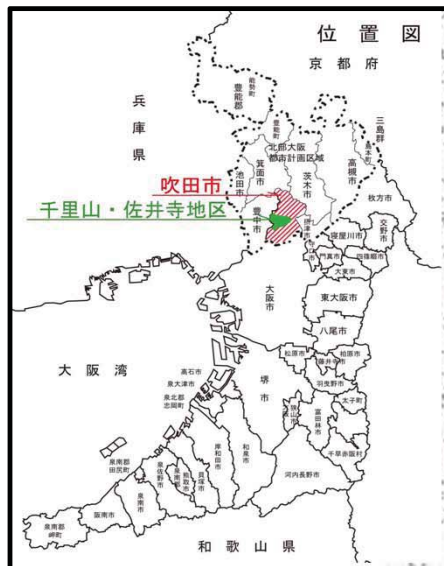 位置図
京都府
兵庫県
能勢町
豊能郡
豊能町
三島郡
島本町
北部大阪
都市計画区域
池田市
箕面市
茨木市
高槻市
吹田市
千里山・佐井寺地区
豊中市
摂津市
守口市
枚方市
交野市
寝屋川市
門真市
四條畷市
大東市
大阪市
東大阪市
八尾市
大阪湾
松原市
柏原市
藤井寺市
羽曳野市
高石市
泉大津市
泉北郡
忠岡町
堺市
太子町
富田林市
千早赤阪村
河内長野市
和泉市
岸和田市
貝塚市
泉南郡
熊取町
泉佐野市
泉南郡
田尻町
泉南市
阪南市
泉南郡
岬町
和歌山県